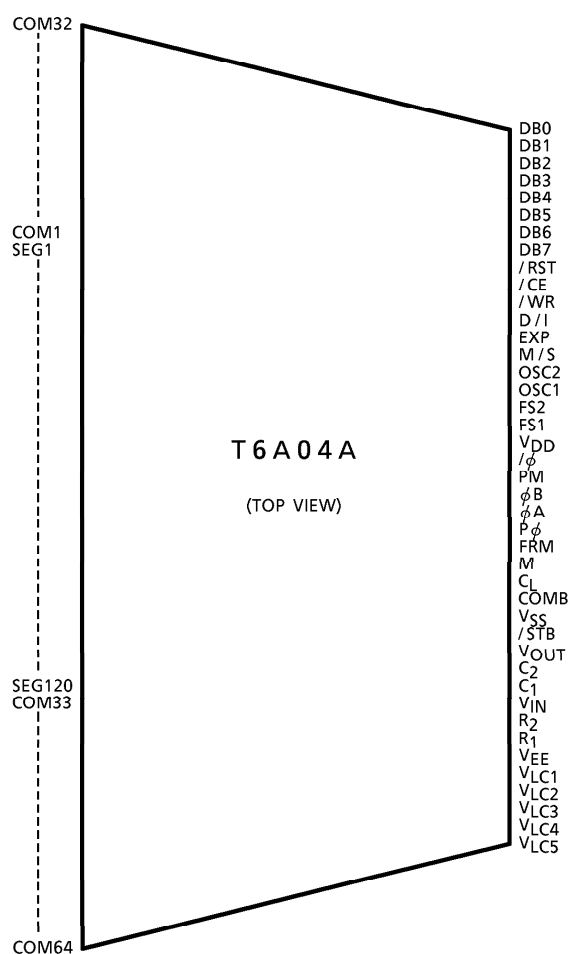 COM32
COM1
SEG1
SEG120
COM33
COM64
T6A04A
(TOP VIEW)
DB0
DB1
DB2
DB3
DB4
DB5
DB6
DB7
/RST
/CE
/WR
D/I
EXP
M/S
OSC2
OSC1
FS2
FS1
VDD
/ϕ
PM
ϕB
ϕA
Pϕ
FRM
M
CL
COMB
VSS
/STB
VOUT
C2
C1
VIN
R2
R1
VEE
VLC1
VLC2
VLC3
VLC4
VLC5